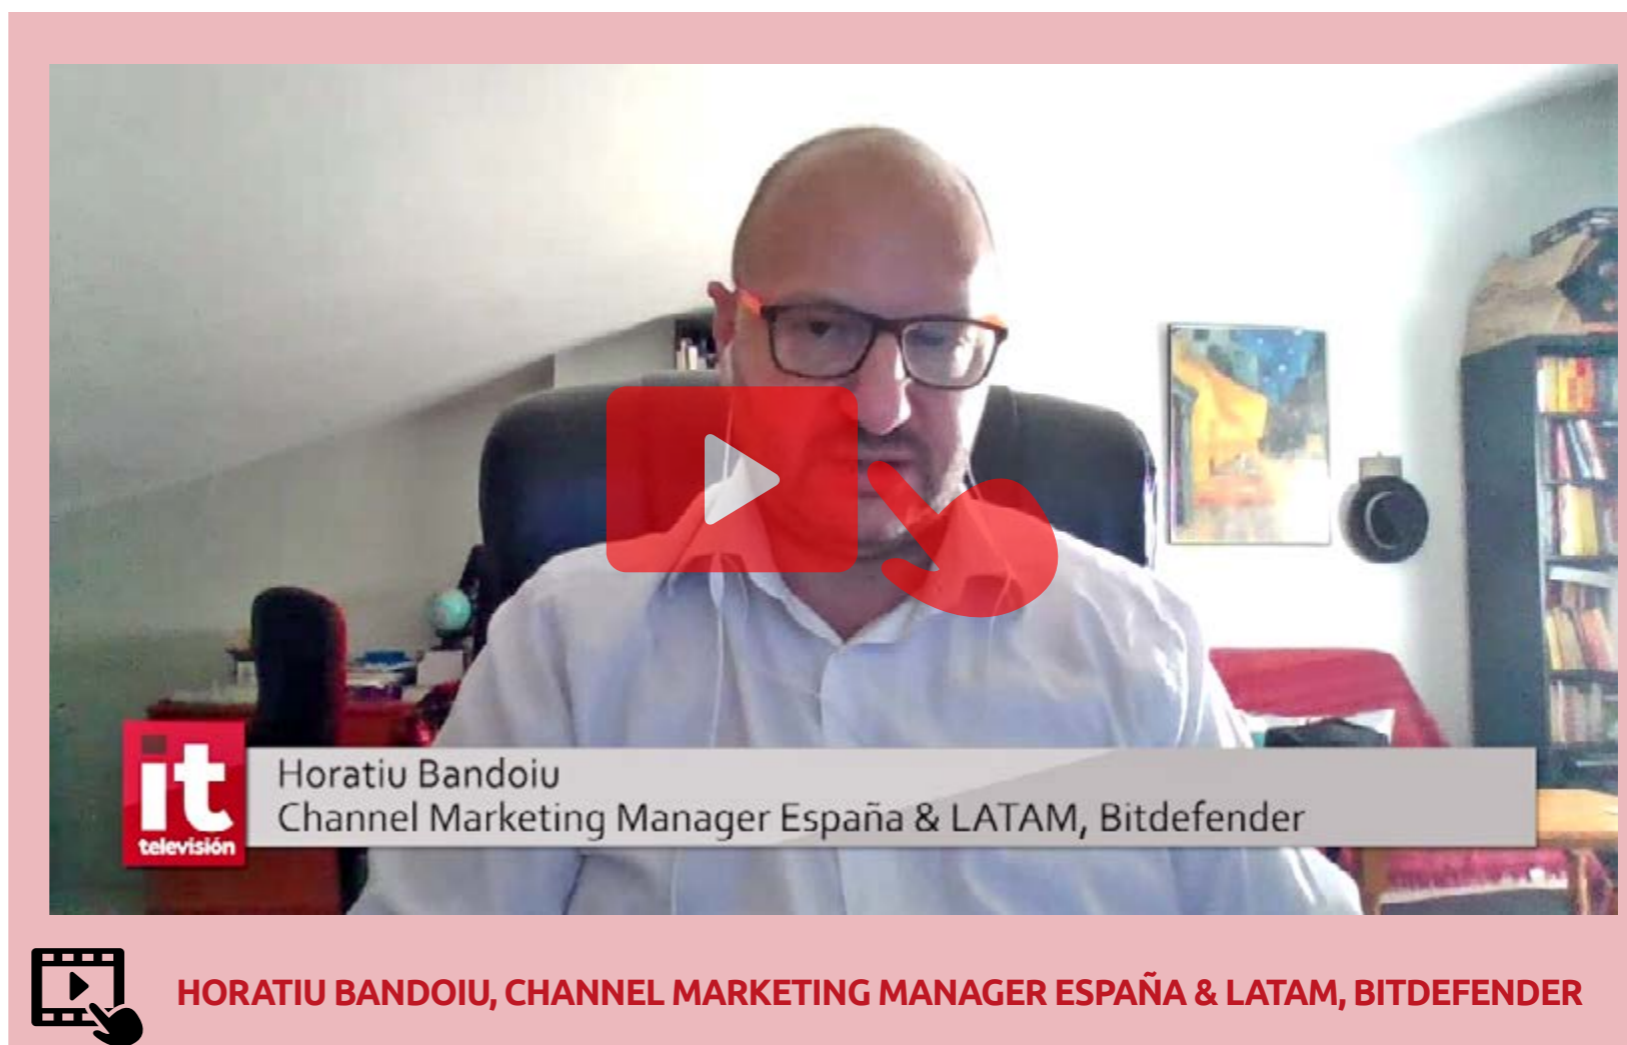 it
televisión
Horatiu Bandoiu
Channel Marketing Manager España & LATAM, Bitdefender
HORATIU BANDOIU, CHANNEL MARKETING MANAGER ESPAÑA & LATAM, BITDEFENDER